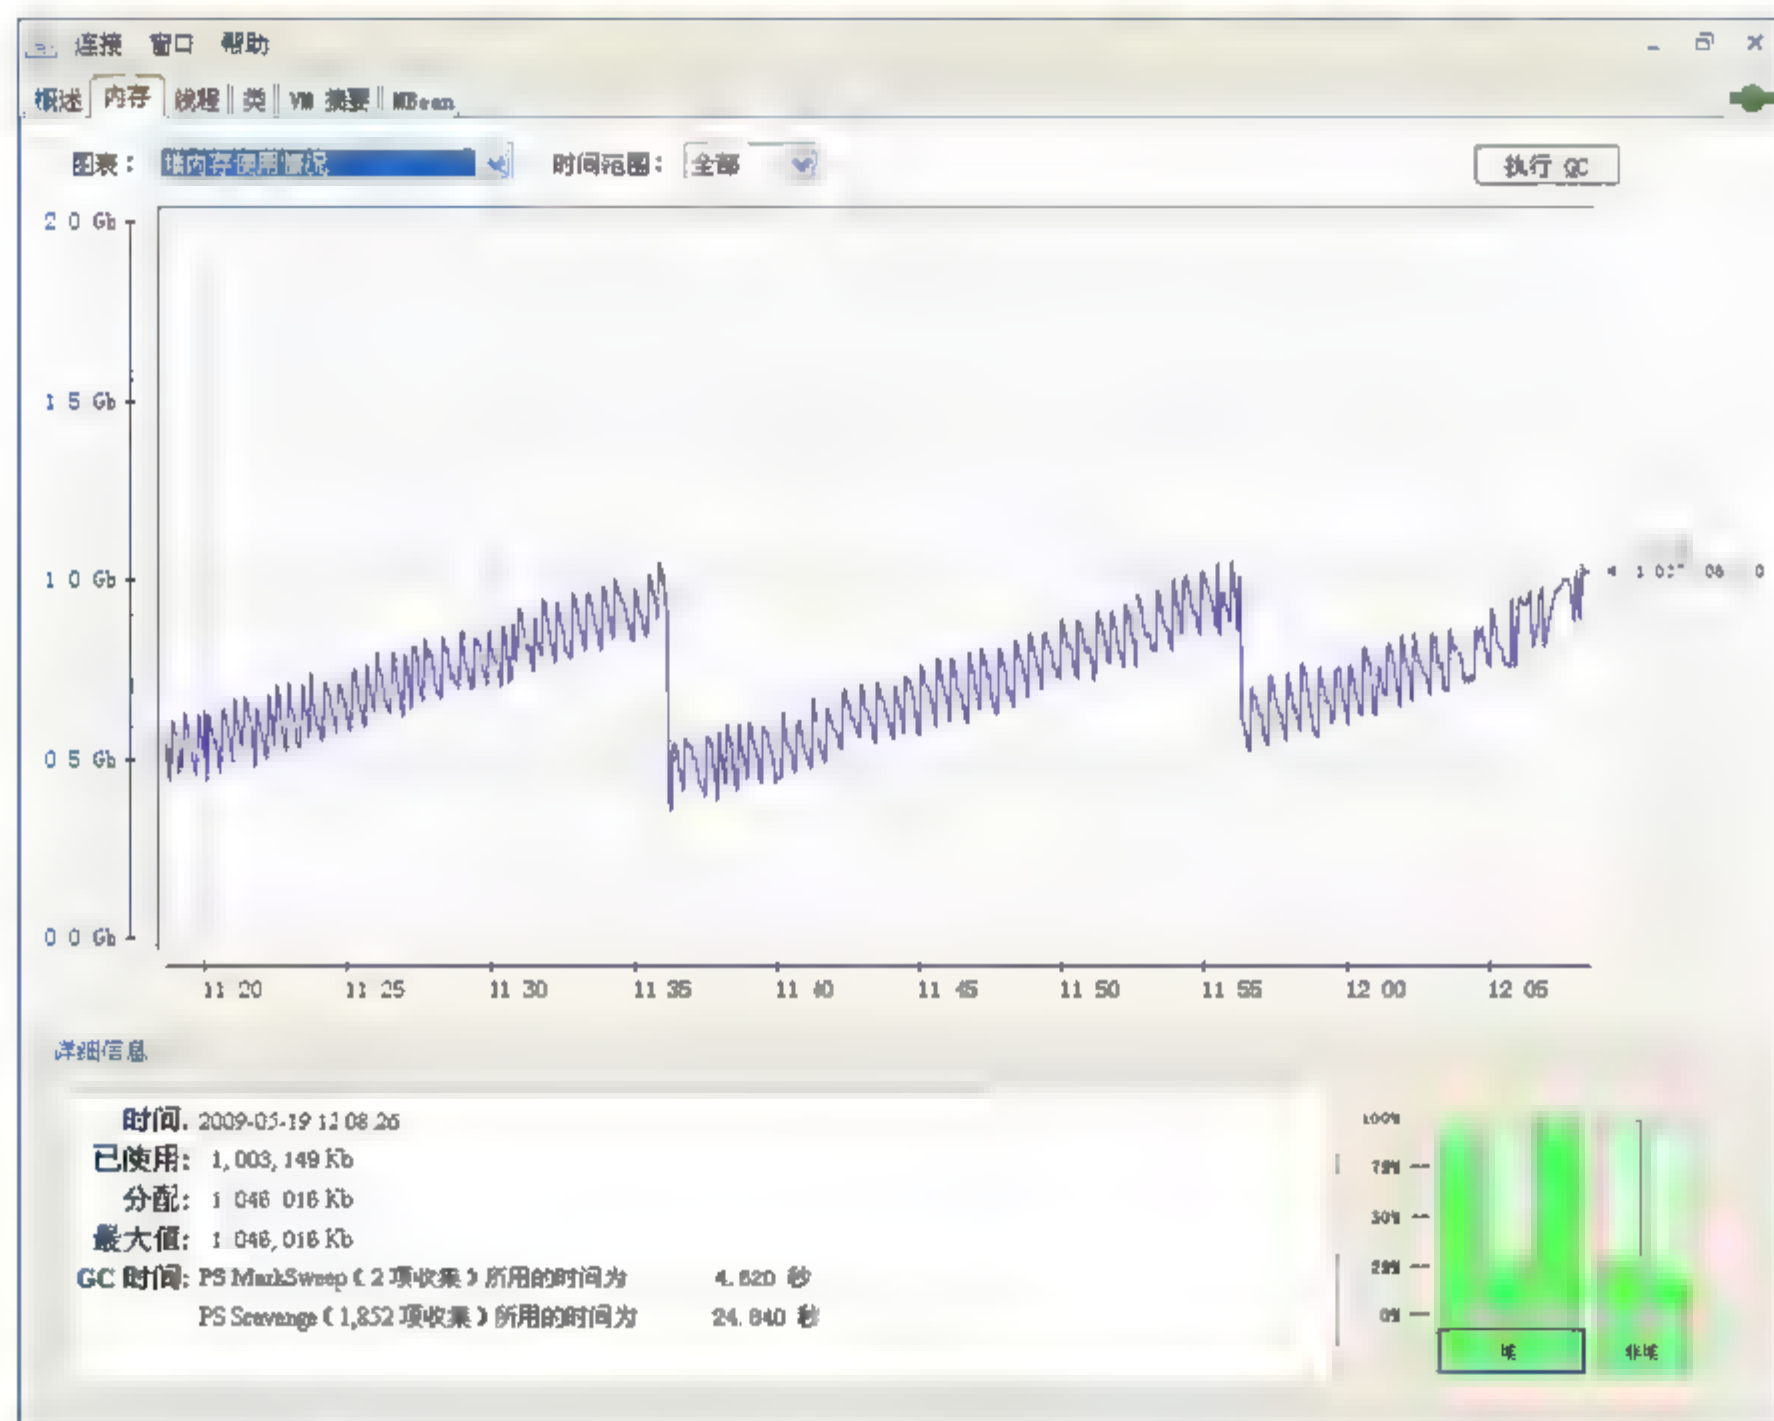 连接 窗口 帮助
概述 内存 线程 类 VM 摘要 MBean
图表： 堆内存使用情况 时间范围： 全部 执行 GC
2 0 Gb
1 5 Gb
1 0 Gb
0 5 Gb
0 0 Gb
11 20 11 25 11 30 11 35 11 40 11 45 11 50 11 55 12 00 12 05
详细信息
时间: 2009-05-19 12 08 26
已使用: 1,003,149 Kb
分配: 1 048 016 Kb
最大值: 1 048,016 Kb
GC 时间: PS MarkSweep (2 项收集) 所用的时间为 4.620 秒
PS Scavenge (1,852 项收集) 所用的时间为 24.840 秒
100%
75%
50%
25%
0%
堆 非堆